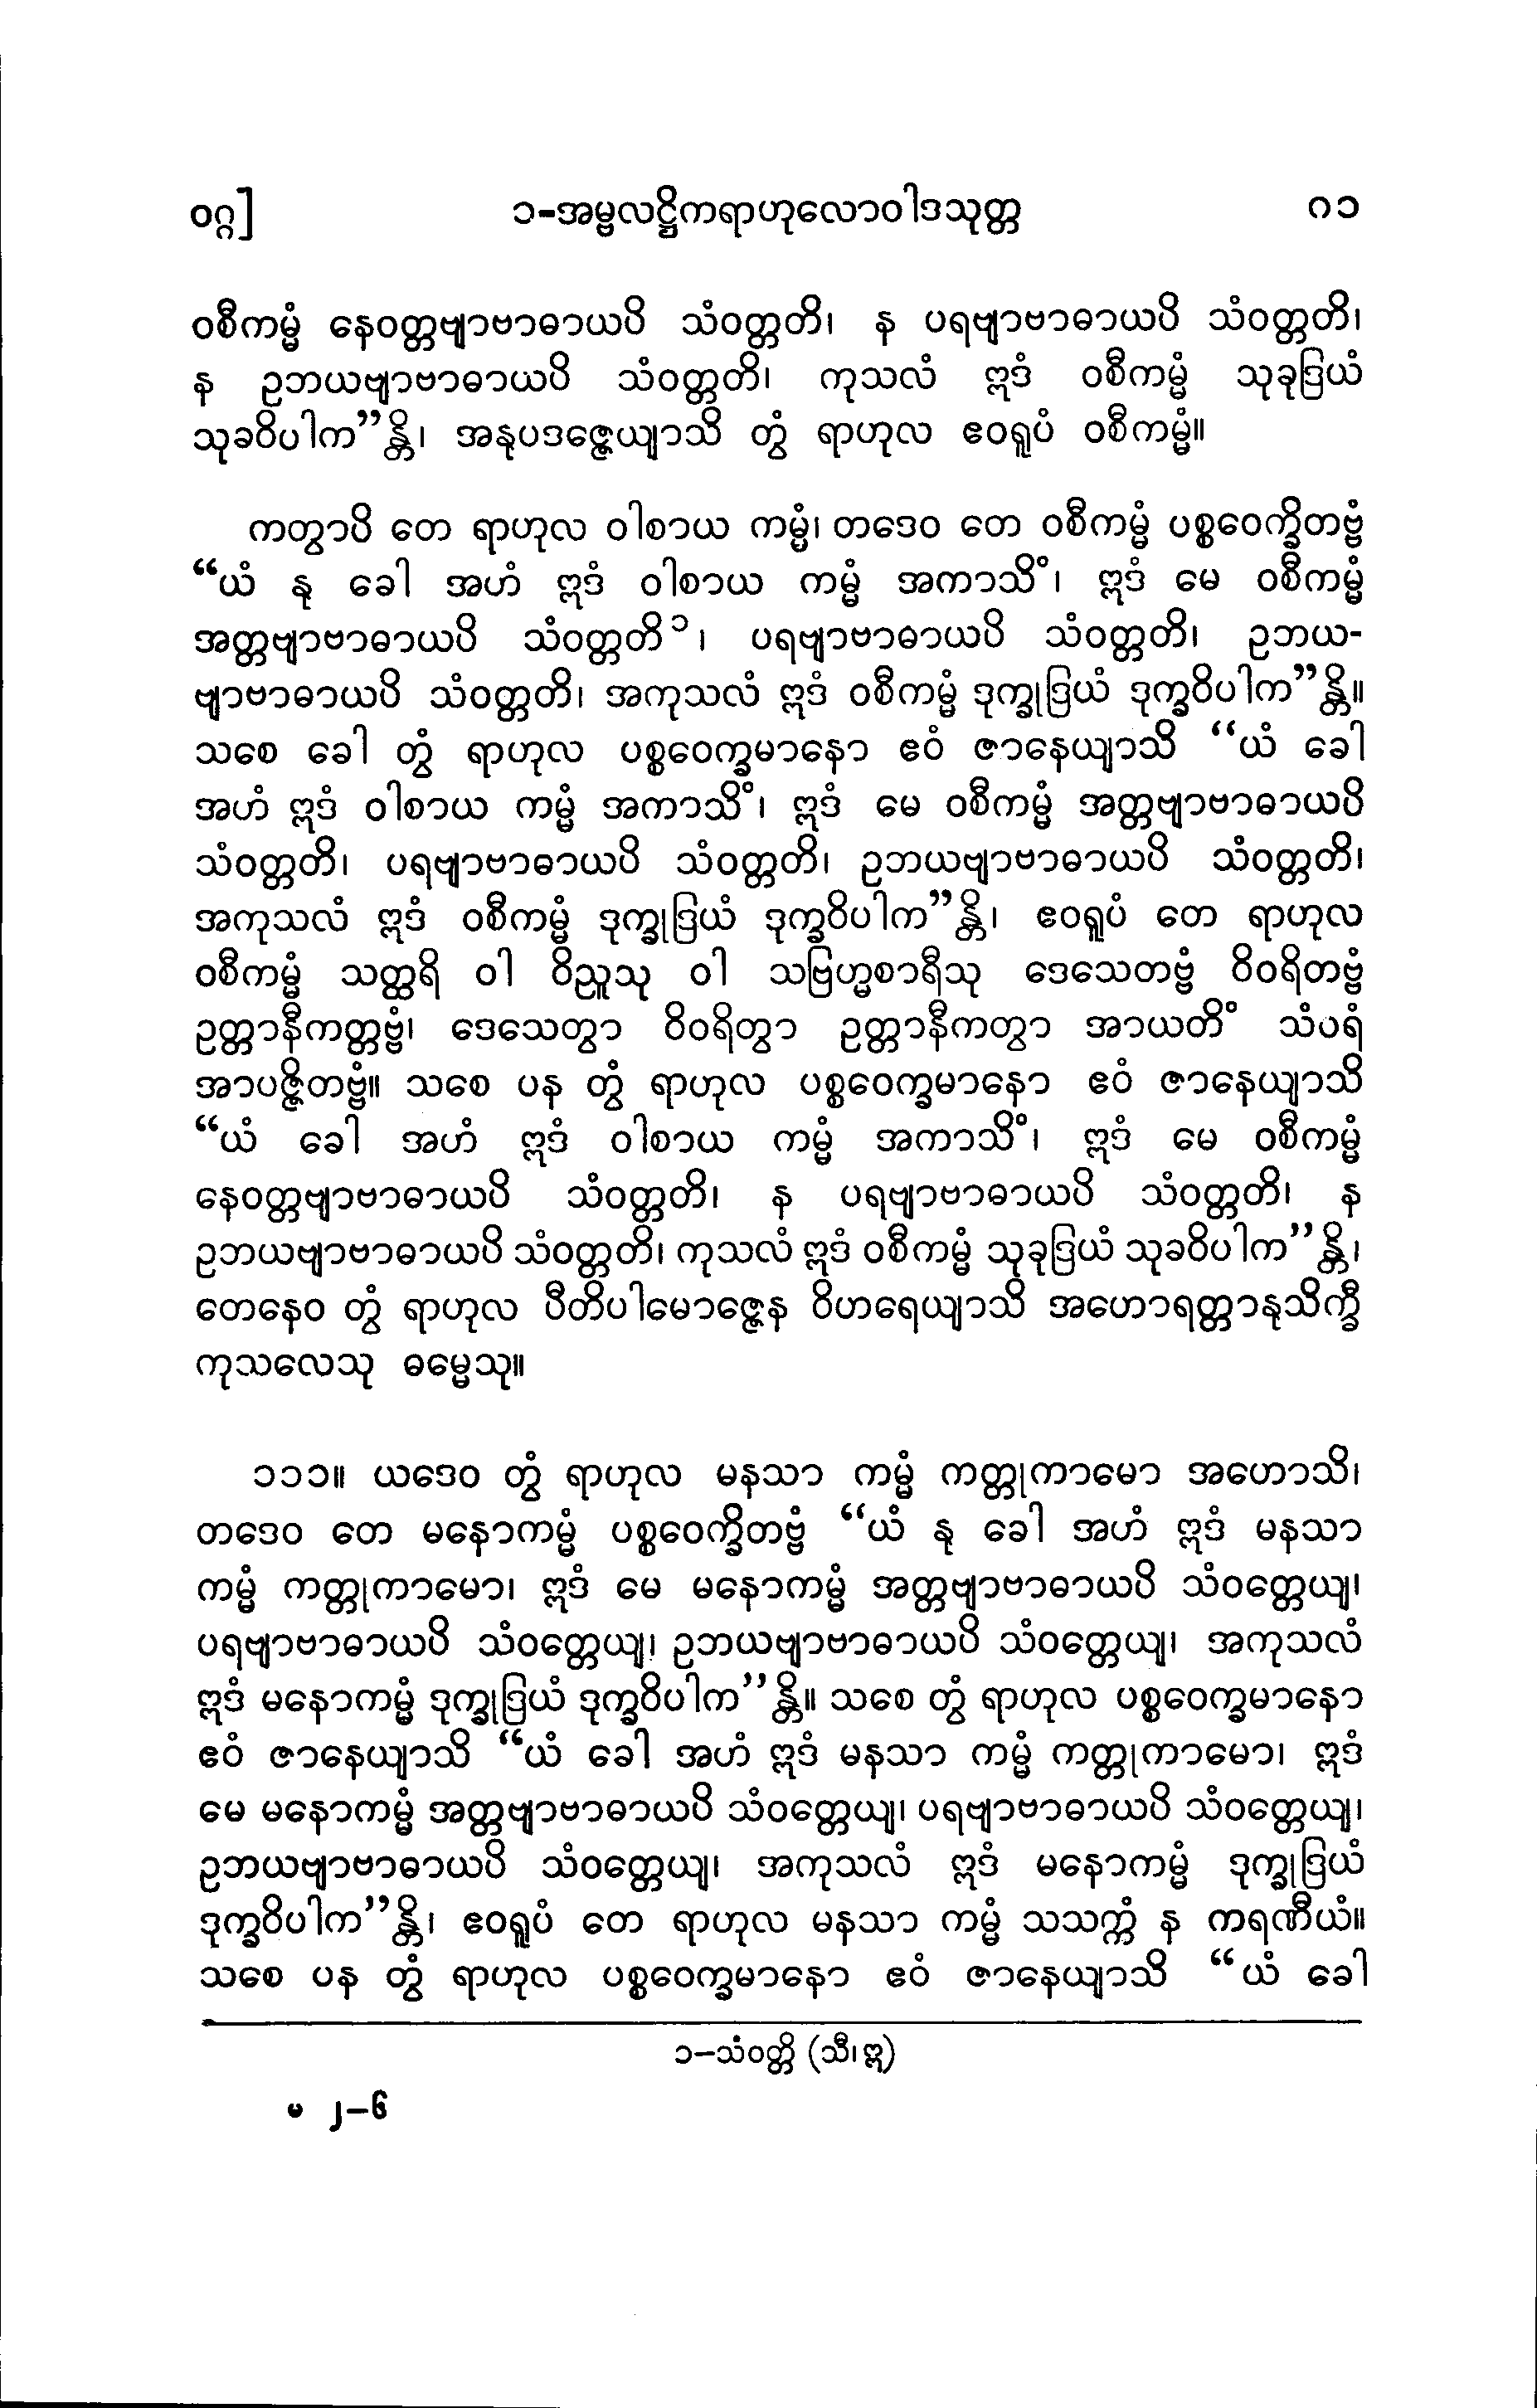 ဝဂ္ဂ]
၁-အမ္ဗလဋ္ဌိကရာဟုလောဝါဒသုတ္တ
၈၁
ဝစီကမ္မံ နေဝတ္တဗျာဗာဓာယပိ သံဝတ္တတိ၊ န ပရဗျာဗာဓာယပိ သံဝတ္တတိ၊
န ဥဘယဗျာဗာဓာယပိ သံဝတ္တတိ၊ ကုသလံ ဣဒံ ဝစီကမ္မံ သုခုဒြယံ
သုခဝိပါက”န္တိ၊ အနုပဒဇ္ဇေယျာသိ တွံ ရာဟုလ ဧဝရူပံ ဝစီကမ္မံ။
ကတွာပိ တေ ရာဟုလ ဝါစာယ ကမ္မံ၊ တဒေဝ တေ ဝစီကမ္မံ ပစ္စဝေက္ခိတဗ္ဗံ
“ယံ နု ခေါ အဟံ ဣဒံ ဝါစာယ ကမ္မံ အကာသိံ၊ ဣဒံ မေ ဝစီကမ္မံ
အတ္တဗျာဗာဓာယပိ သံဝတ္တတိ၁၊ ပရဗျာဗာဓာယပိ သံဝတ္တတိ၊ ဥဘယ-
ဗျာဗာဓာယပိ သံဝတ္တတိ၊ အကုသလံ ဣဒံ ဝစီကမ္မံ ဒုက္ခုဒြယံ ဒုက္ခဝိပါက”န္တိ။
သစေ ခေါ တွံ ရာဟုလ ပစ္စဝေက္ခမာနော ဧဝံ ဇာနေယျာသိ “ယံ ခေါ
အဟံ ဣဒံ ဝါစာယ ကမ္မံ အကာသိံ၊ ဣဒံ မေ ဝစီကမ္မံ အတ္တဗျာဗာဓာယပိ
သံဝတ္တတိ၊ ပရဗျာဗာဓာယပိ သံဝတ္တတိ၊ ဥဘယဗျာဗာဓာယပိ သံဝတ္တတိ၊
အကုသလံ ဣဒံ ဝစီကမ္မံ ဒုက္ခုဒြယံ ဒုက္ခဝိပါက”န္တိ၊ ဧဝရူပံ တေ ရာဟုလ
ဝစီကမ္မံ သတ္ထရိ ဝါ ဝိညူသု ဝါ သဗြဟ္မစာရီသု ဒေသေတဗ္ဗံ ဝိဝရိတဗ္ဗံ
ဥတ္တာနီကတ္တဗ္ဗံ၊ ဒေသေတွာ ဝိဝရိတွာ ဥတ္တာနီကတွာ အာယတိံ သံဝရံ
အာပဇ္ဇိတဗ္ဗံ။ သစေ ပန တွံ ရာဟုလ ပစ္စဝေက္ခမာနော ဧဝံ ဇာနေယျာသိ
“ယံ ခေါ အဟံ ဣဒံ ဝါစာယ ကမ္မံ အကာသိံ၊ ဣဒံ မေ ဝစီကမ္မံ
နေဝတ္တဗျာဗာဓာယပိ သံဝတ္တတိ၊ န ပရဗျာဗာဓာယပိ သံဝတ္တတိ၊ န
ဥဘယဗျာဗာဓာယပိ သံဝတ္တတိ၊ ကုသလံ ဣဒံ ဝစီကမ္မံ သုခုဒြယံ သုခဝိပါက”န္တိ၊
တေနေဝ တွံ ရာဟုလ ပီတိပါမောဇ္ဇေန ဝိဟရေယျာသိ အဟောရတ္တာနုသိက္ခီ
ကုသလေသု ဓမ္မေသု။
၁၁၁။ ယဒေဝ တွံ ရာဟုလ မနသာ ကမ္မံ ကတ္တုကာမော အဟောသိ၊
တဒေဝ တေ မနောကမ္မံ ပစ္စဝေက္ခိတဗ္ဗံ “ယံ နု ခေါ အဟံ ဣဒံ မနသာ
ကမ္မံ ကတ္တုကာမော၊ ဣဒံ မေ မနောကမ္မံ အတ္တဗျာဗာဓာယပိ သံဝတ္တေယျ၊
ပရဗျာဗာဓာယပိ သံဝတ္တေယျ၊ ဥဘယဗျာဗာဓာယပိ သံဝတ္တေယျ၊ အကုသလံ
ဣဒံ မနောကမ္မံ ဒုက္ခုဒြယံ ဒုက္ခဝိပါက”န္တိ။ သစေ တွံ ရာဟုလ ပစ္စဝေက္ခမာနော
ဧဝံ ဇာနေယျာသိ “ယံ ခေါ အဟံ ဣဒံ မနသာ ကမ္မံ ကတ္တုကာမော၊ ဣဒံ
မေ မနောကမ္မံ အတ္တဗျာဗာဓာယပိ သံဝတ္တေယျ၊ ပရဗျာဗာဓာယပိ သံဝတ္တေယျ၊
ဥဘယဗျာဗာဓာယပိ သံဝတ္တေယျ၊ အကုသလံ ဣဒံ မနောကမ္မံ ဒုက္ခုဒြယံ
ဒုက္ခဝိပါက”န္တိ၊ ဧဝရူပံ တေ ရာဟုလ မနသာ ကမ္မံ သသက္ကံ န ကရဏီယံ။
သစေ ပန တွံ ရာဟုလ ပစ္စဝေက္ခမာနော ဧဝံ ဇာနေယျာသိ “ယံ ခေါ
၁–သံဝတ္တိ (သီ၊ ဣ)
မ ၂–၆